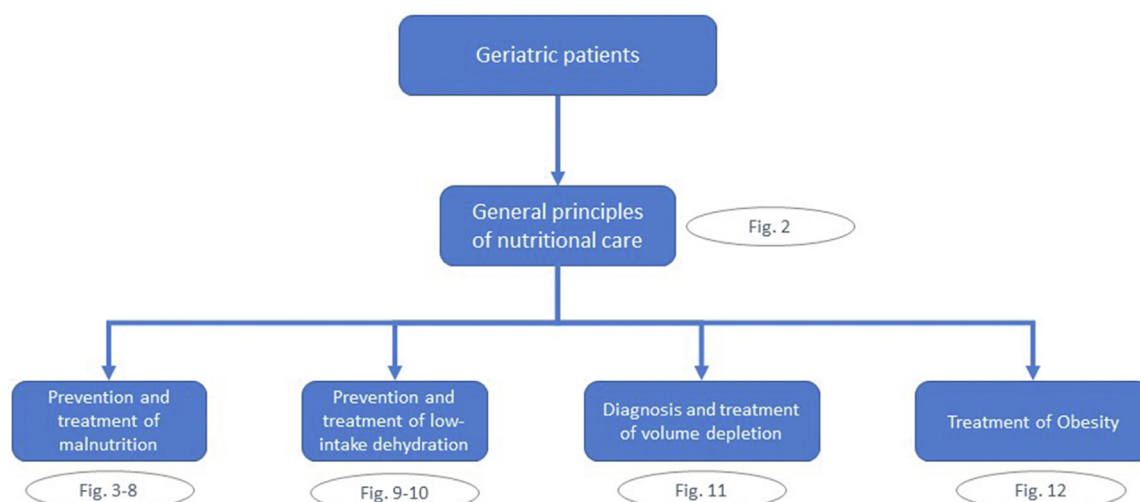 Geriatric patients
General principles
of nutritional care
Fig. 2
Prevention and
treatment of
malnutrition
Prevention and
treatment of low-
intake dehydration
Diagnosis and treatment
of volume depletion
Treatment of Obesity
Fig. 3-8
Fig. 9-10
Fig. 11
Fig. 12